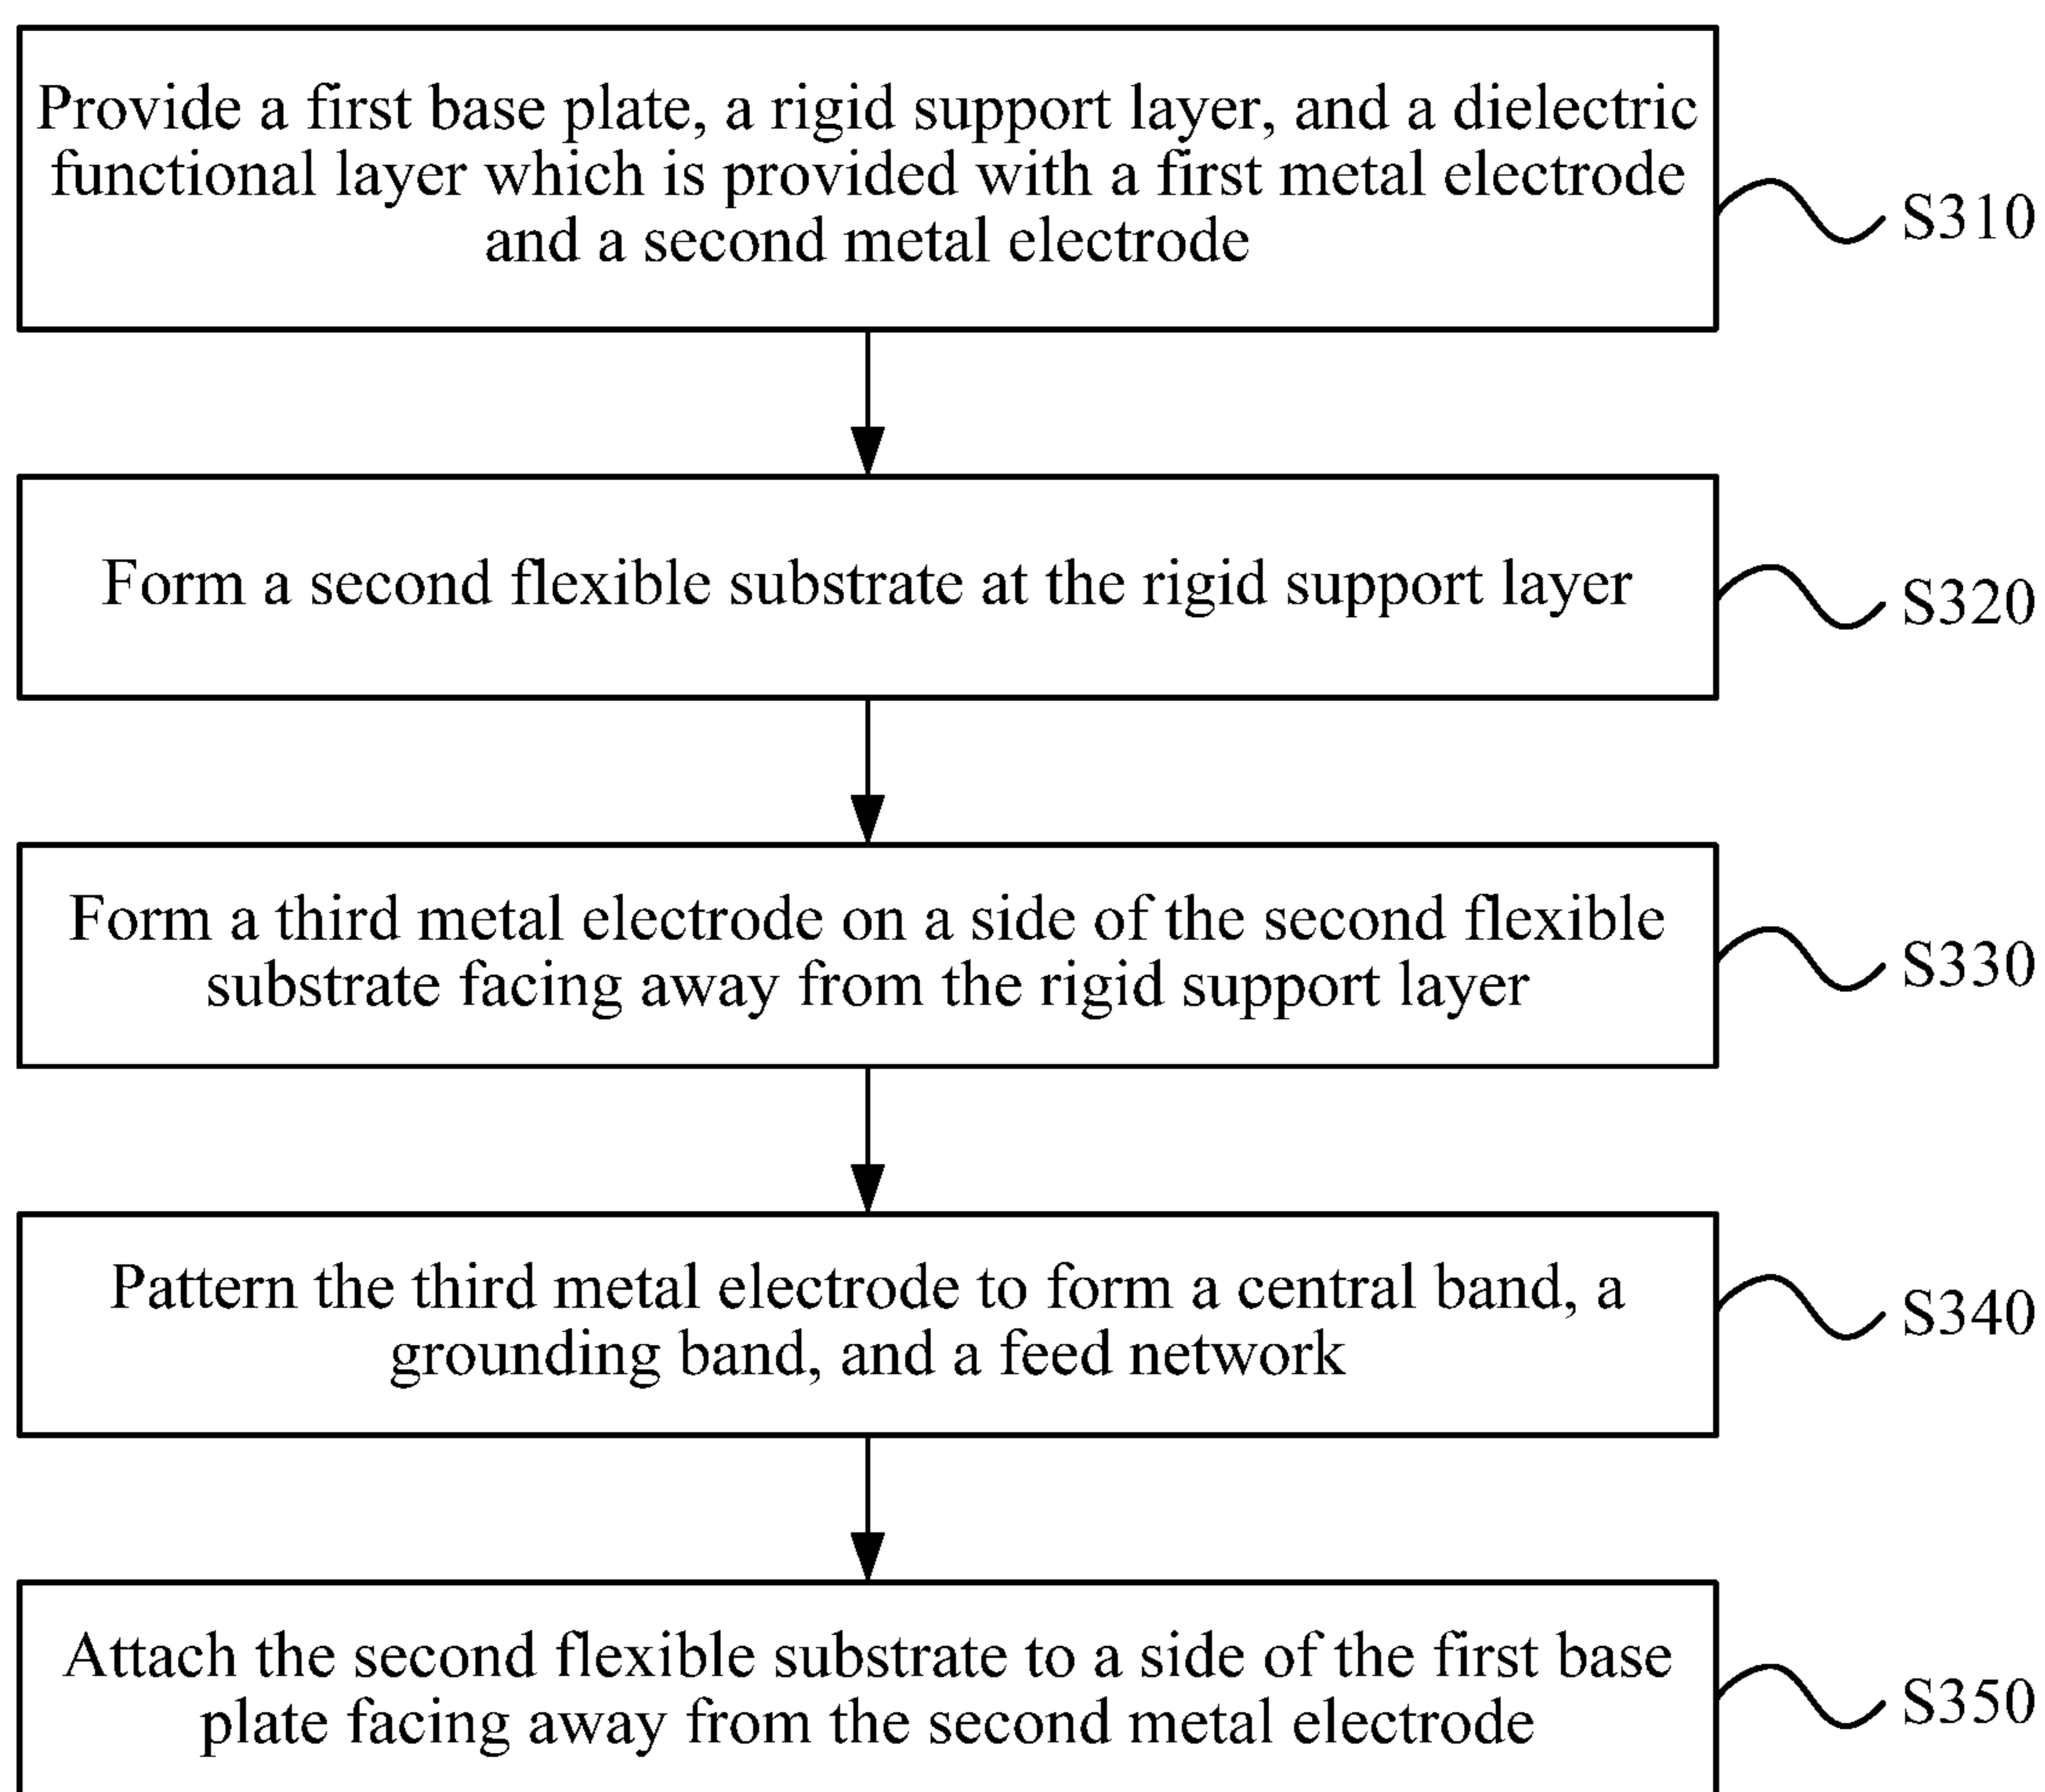 Provide a first base plate, a rigid support layer, and a dielectric
functional layer which is provided with a first metal electrode
and a second metal electrode
S310
Form a second flexible substrate at the rigid support layer
S320
Form a third metal electrode on a side of the second flexible
substrate facing away from the rigid support layer
S330
Pattern the third metal electrode to form a central band, a
grounding band, and a feed network
S340
Attach the second flexible substrate to a side of the first base
plate facing away from the second metal electrode
S350